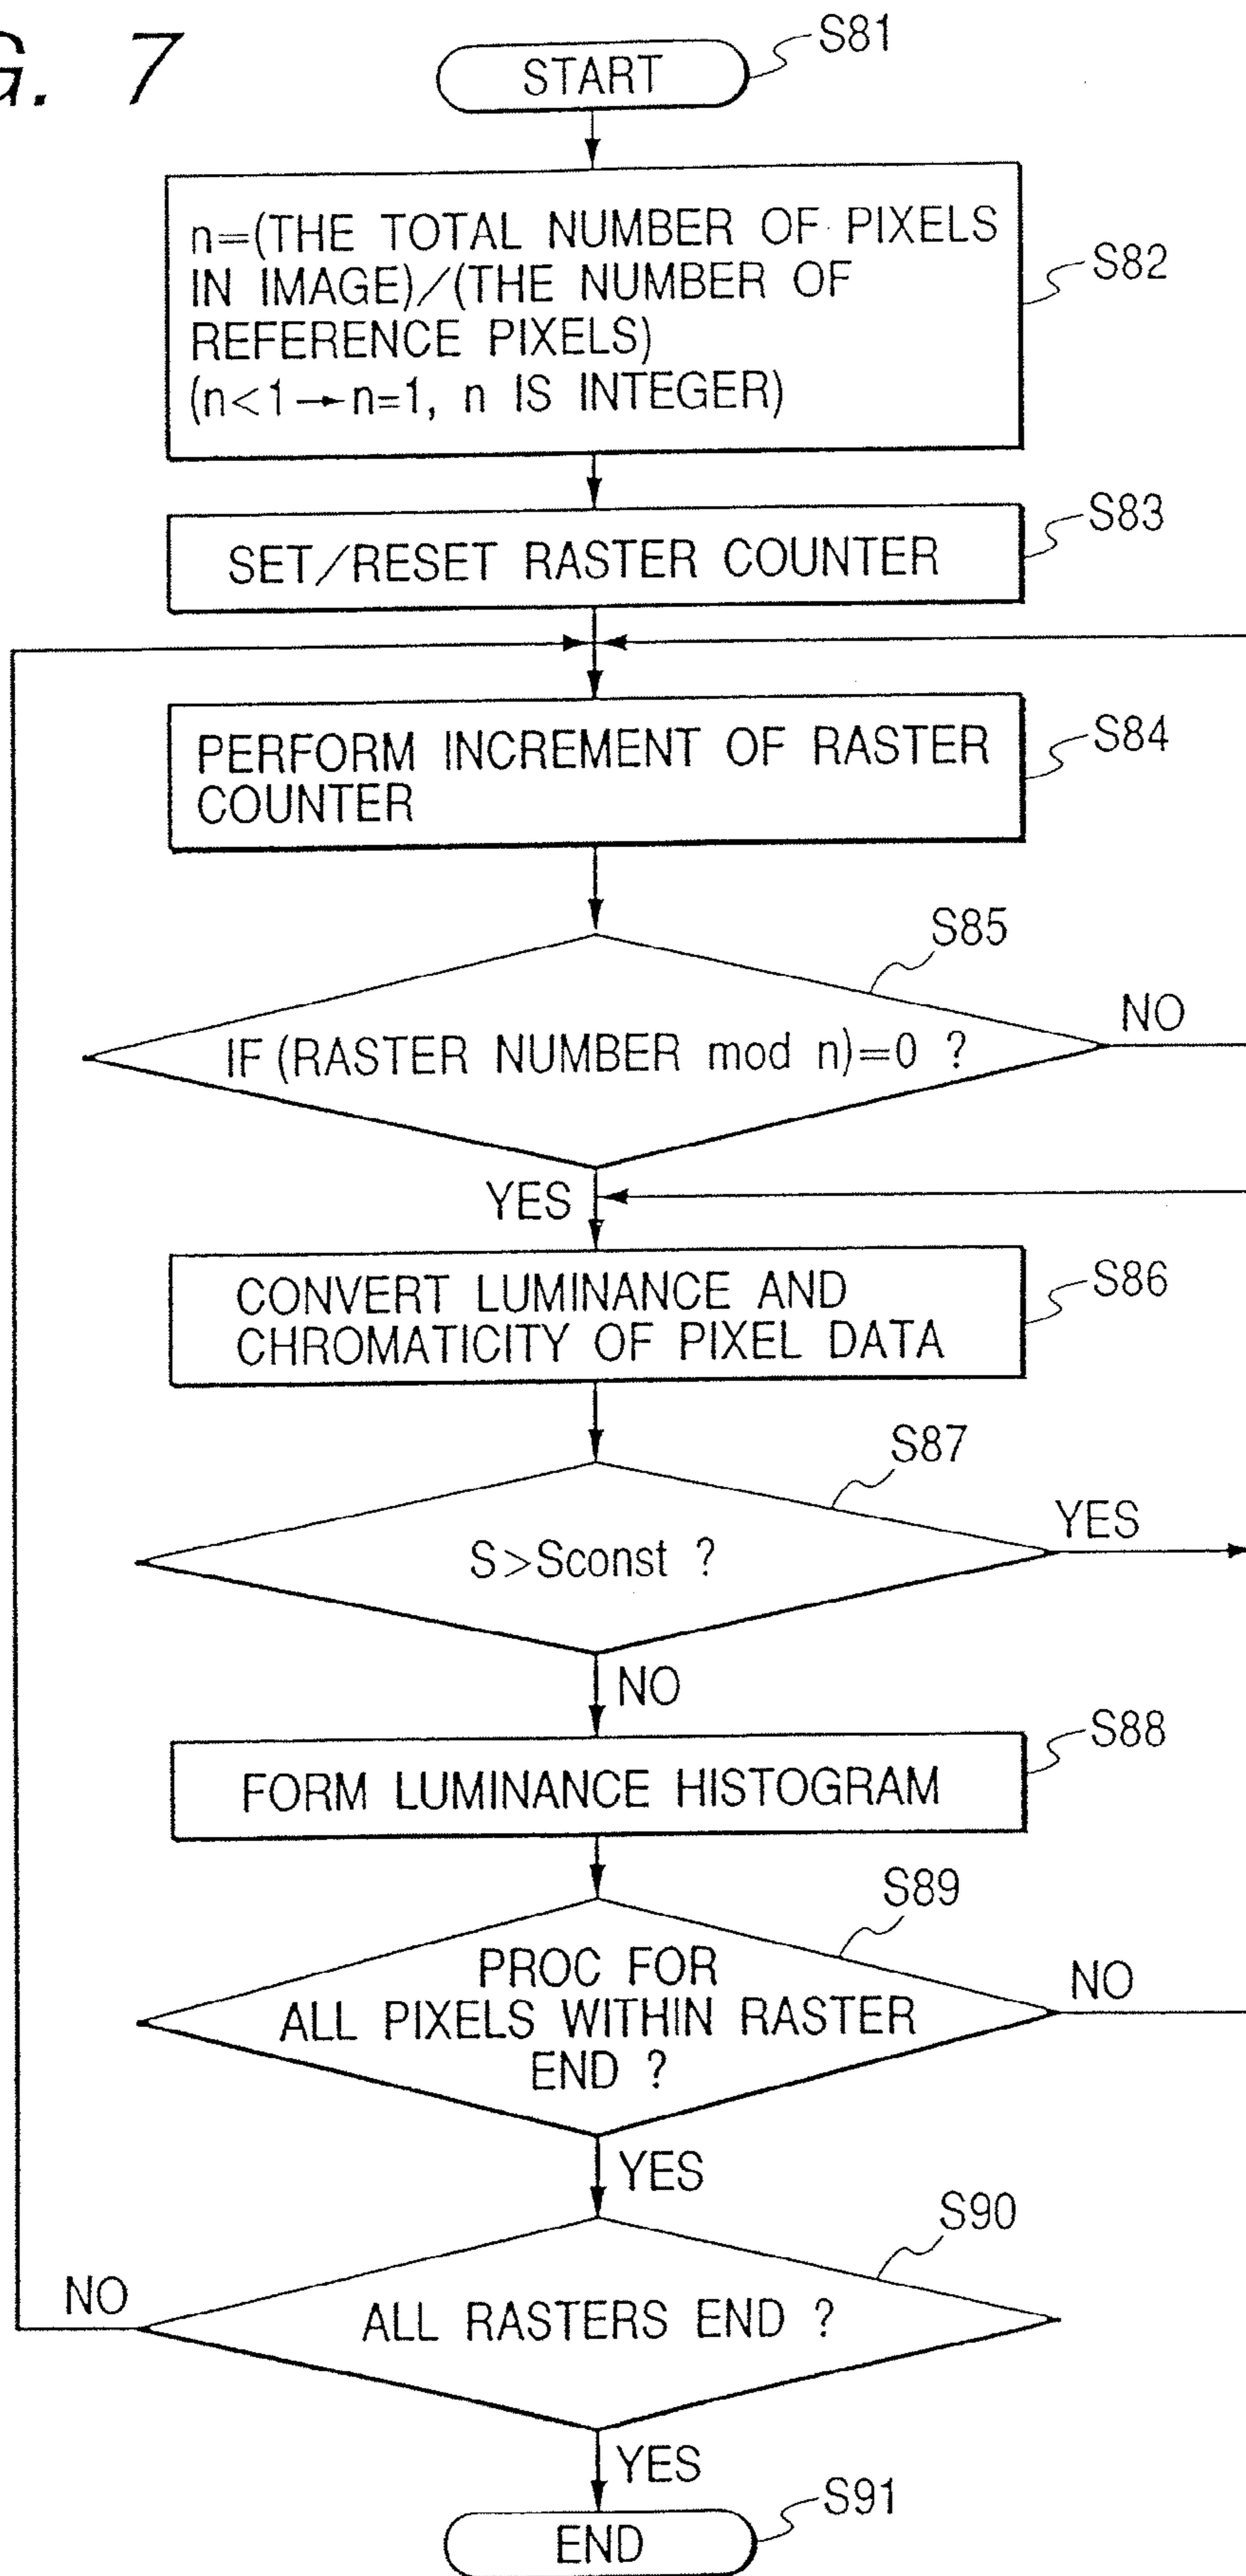 G. 7
START
S81
n=(THE TOTAL NUMBER OF PIXELS
IN IMAGE)/(THE NUMBER OF
REFERENCE PIXELS)
(n<1→n=1, n IS INTEGER)
S82
SET/RESET RASTER COUNTER
S83
PERFORM INCREMENT OF RASTER
COUNTER
S84
S85
IF (RASTER NUMBER mod n)=0 ?
NO
YES
CONVERT LUMINANCE AND
CHROMATICITY OF PIXEL DATA
S86
S87
S>Sconst ?
YES
NO
FORM LUMINANCE HISTOGRAM
S88
S89
PROC FOR
ALL PIXELS WITHIN RASTER
END ?
NO
YES
S90
ALL RASTERS END ?
NO
YES
END
S91